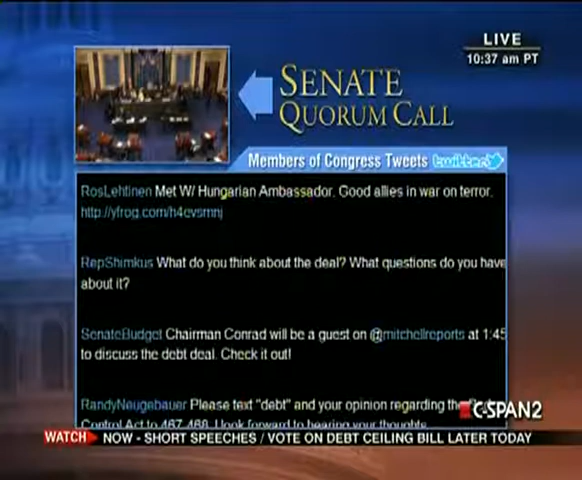 LIVE
10:37 am PT
SENATE
QUORUM CALL
Members of Congress Tweets twitter
RosLehtinen Met W/ Hungarian Ambassador. Good allies in war on terror.
http://yfrog.com/h4evsmnj
RepShimkus What do you think about the deal? What questions do you have
about it?
SenateBudget Chairman Conrad will be a guest on @mitchellreports at 1:45
to discuss the debt deal. Check it out!
RandyNeugebauer Please text "debt" and your opinion regarding the
Control Act to 467 468. I look forward to hearing your thoughts.
C-SPAN2
WATCH NOW - SHORT SPEECHES / VOTE ON DEBT CEILING BILL LATER TODAY